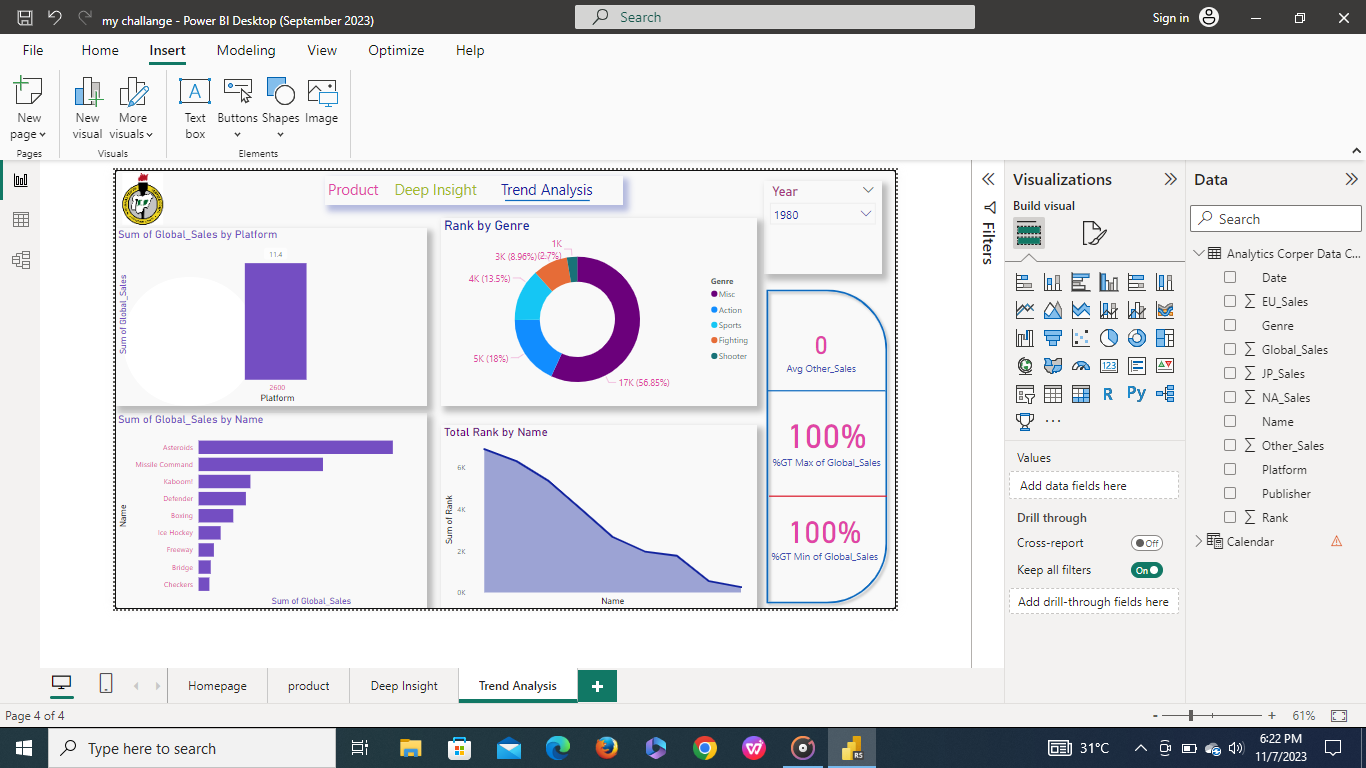 my challange - Power BI Desktop (September 2023)
Search
Sign in
File Home Insert Modeling View Optimize Help
New page
New visual
More visuals
Text box
Buttons
Shapes
Image
Pages
Visuals
Elements
Product Deep Insight Trend Analysis
Year
1980
Sum of Global_Sales by Platform
11.4
Sum of Global_Sales
2600
Platform
Rank by Genre
1K
(2.7%)
3K (8.96%)
4K (13.5%)
5K (18%)
17K (56.85%)
Genre
Misc
Action
Sports
Fighting
Shooter
0
Avg Other_Sales
100%
%GT Max of Global_Sales
100%
%GT Min of Global_Sales
Sum of Global_Sales by Name
Name
Asteroids
Missile Command
Kaboom!
Defender
Boxing
Ice Hockey
Freeway
Bridge
Checkers
Sum of Global_Sales
Total Rank by Name
Sum of Rank
6K
4K
2K
0K
Name
Filters
Visualizations
Build visual
R Py
123
Values
Add data fields here
Drill through
Cross-report
Off
Keep all filters
On
Add drill-through fields here
Data
Search
Analytics Corper Data C...
Date
EU_Sales
Genre
Global_Sales
JP_Sales
NA_Sales
Name
Other_Sales
Platform
Publisher
Rank
Calendar
Homepage
product
Deep Insight
Trend Analysis
Page 4 of 4
61%
Type here to search
31°C
6:22 PM
11/7/2023